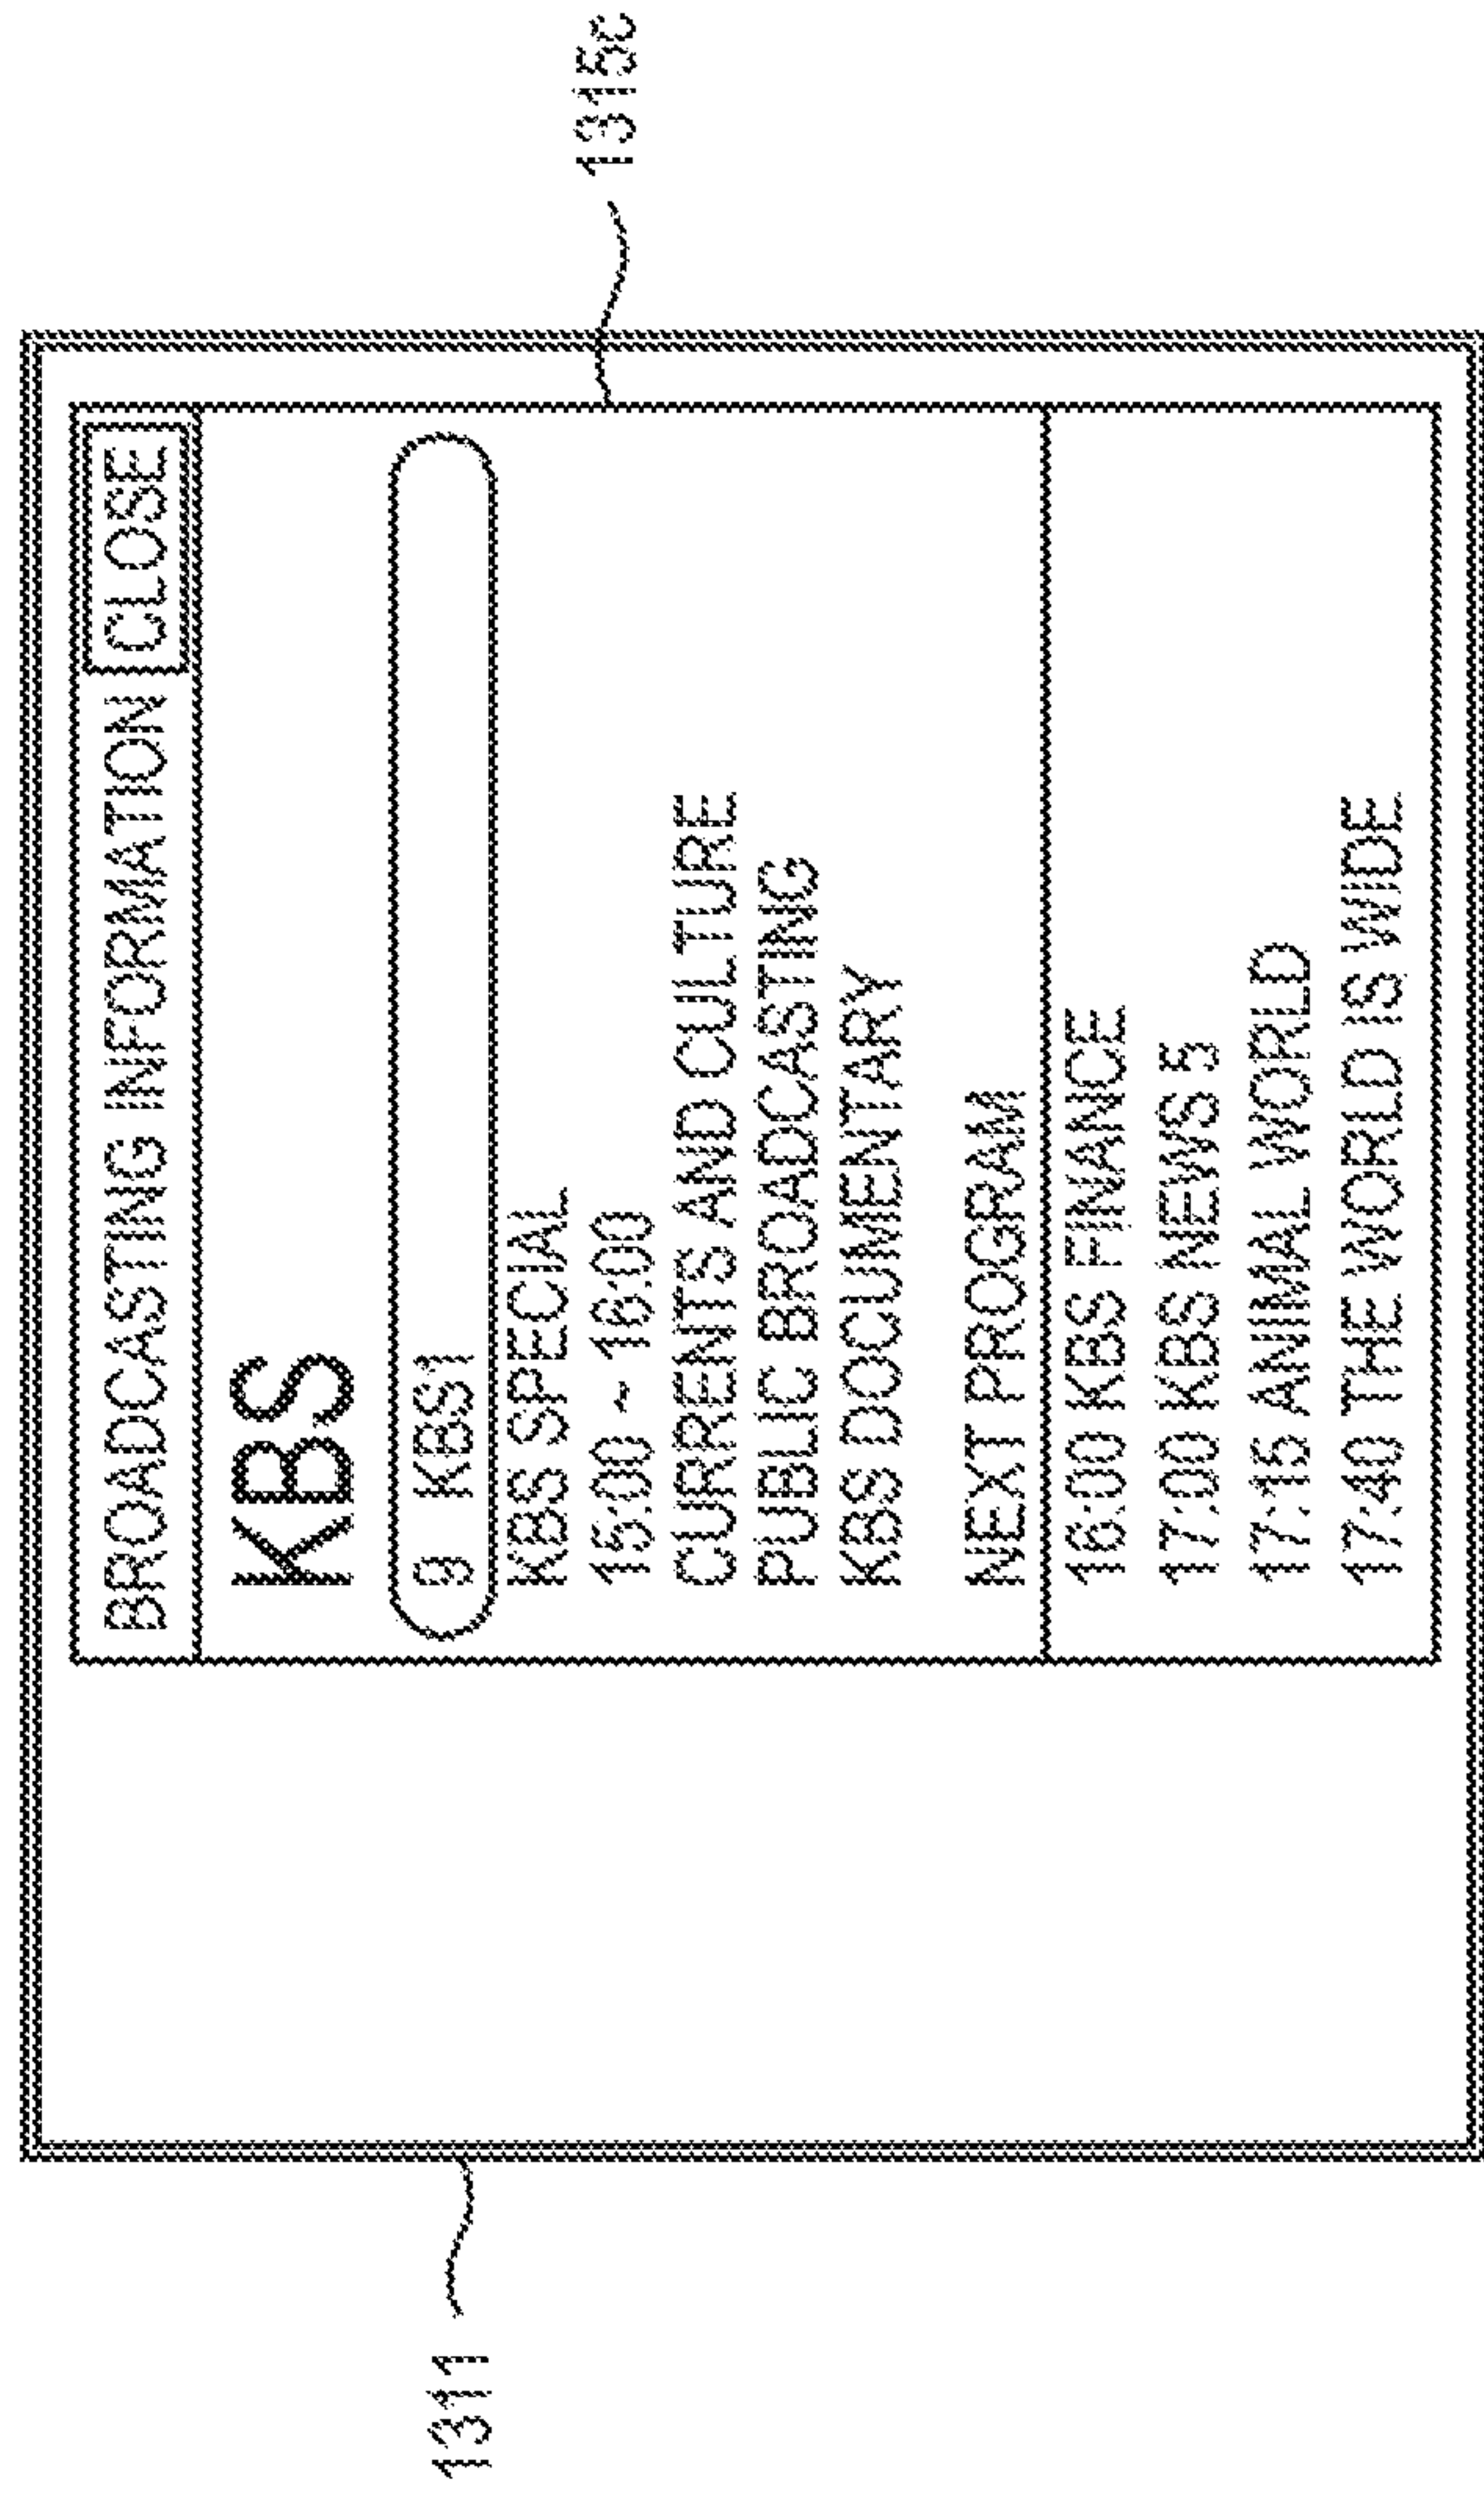 BROADCASTING INFORMATION CLOSE
KBS
9 KBS1
KBS SPECIAL
15:00 ~ 16:00
CURRENTS AND CULTURE
PUBLIC BROADCASTING
KBS DOCUMENTARY
NEXT PROGRAM
16:00 KBS FINANCE
17:00 KBS NEWS 5
17:15 ANIMAL WORLD
17:40 THE WORLD IS WIDE
1311
1315c